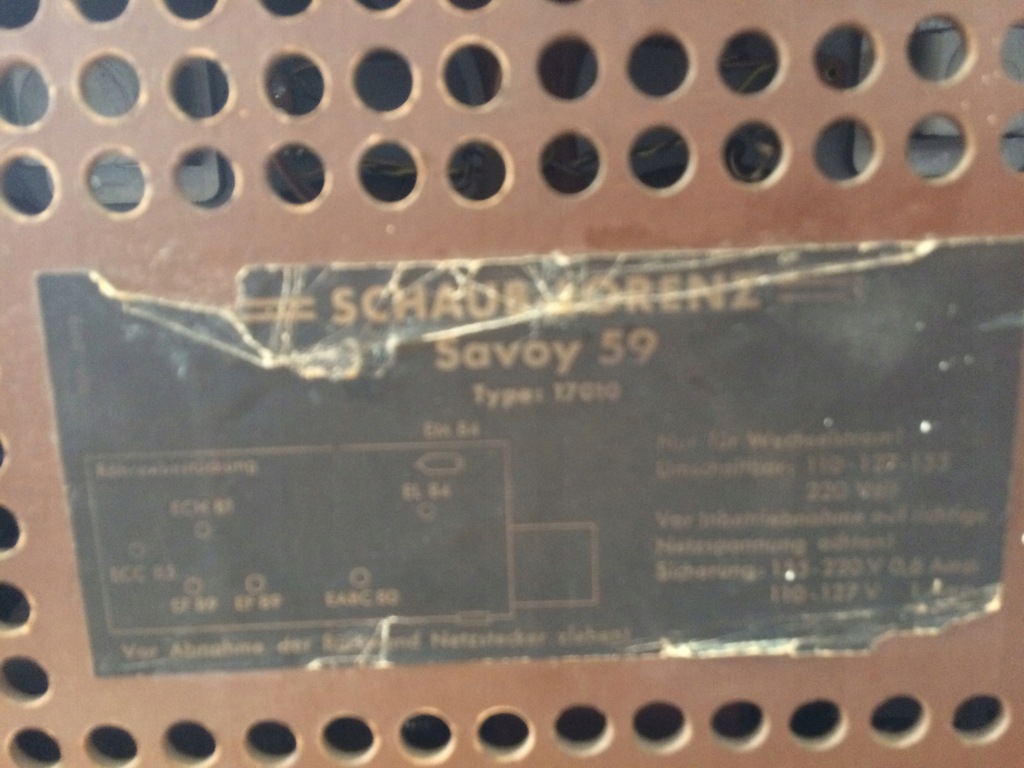 SCHAUB-LORENZ
Savoy 59
Type: 17010
EM 84
Röhrenbestückung
EL 84
ECH 81
ECC 85
EF 89
EF 89
EABC 80
Vor Abnahme der Rückwand Netzstecker ziehen!
Nur für Wechselstrom!
Umschaltbar: 110-127-155
220 Volt
Vor Inbetriebnahme auf richtige
Netzspannung achten!
Sicherung: 155-220 V 0,6 Amp.
110-127 V